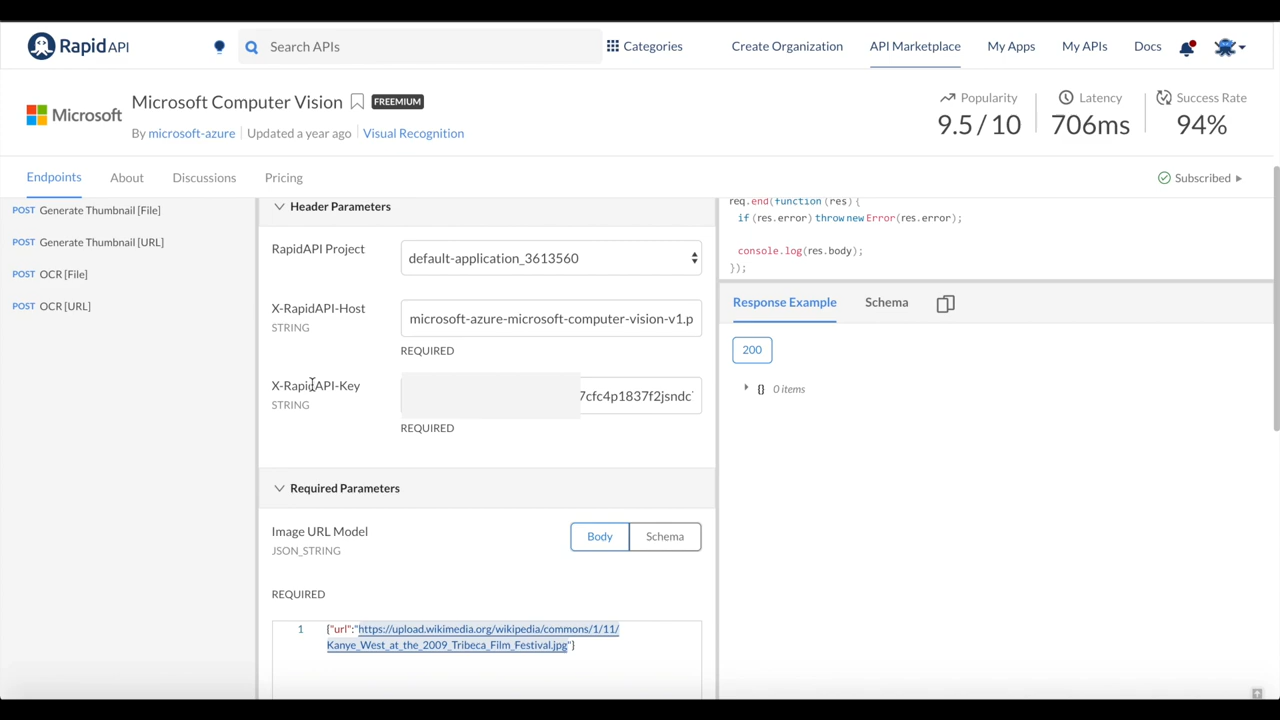 RapidAPI
Search APIs
Categories
Create Organization
API Marketplace
My Apps
My APIs
Docs
Microsoft
Microsoft Computer Vision
FREEMIUM
By microsoft-azure
Updated a year ago
Visual Recognition
Popularity
9.5 / 10
Latency
706ms
Success Rate
94%
Endpoints
About
Discussions
Pricing
Subscribed
POST Generate Thumbnail [File]
POST Generate Thumbnail [URL]
POST OCR [File]
POST OCR [URL]
Header Parameters
RapidAPI Project
default-application_3613560
X-RapidAPI-Host
STRING
microsoft-azure-microsoft-computer-vision-v1.p
REQUIRED
X-RapidAPI-Key
STRING
7cfc4p1837f2jsndc
REQUIRED
Required Parameters
Image URL Model
JSON_STRING
Body
Schema
REQUIRED
1
{"url":"https://upload.wikimedia.org/wikipedia/commons/1/11/
Kanye_West_at_the_2009_Tribeca_Film_Festival.jpg"}
req.end(function (res) {
if (res.error) throw new Error(res.error);
console.log(res.body);
});
Response Example
Schema
200
{} 0 items